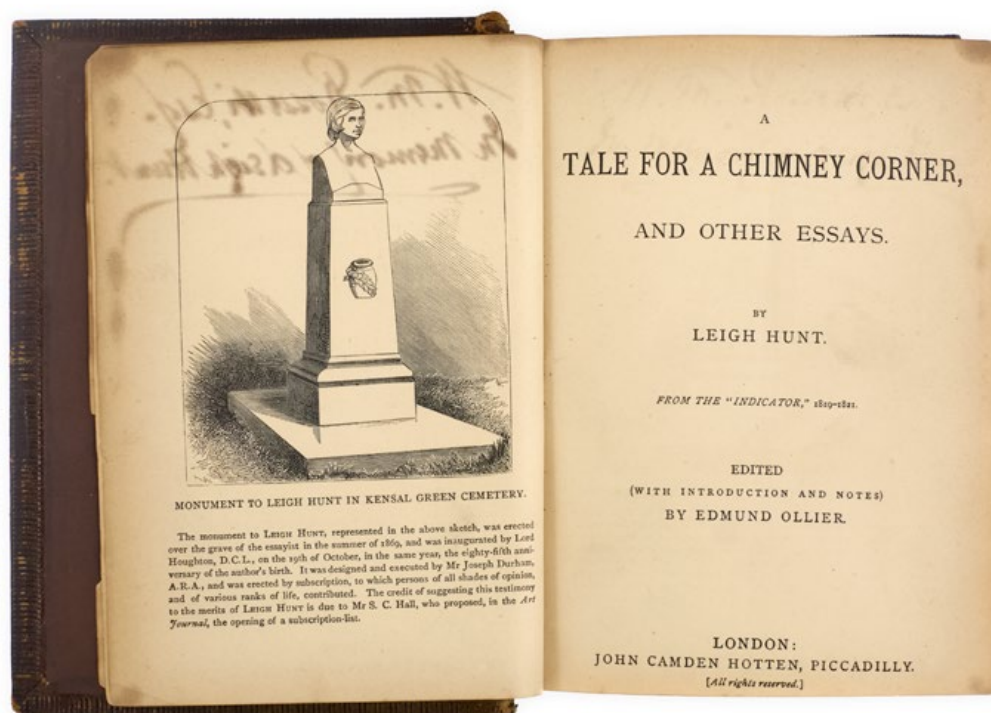 W. M. Rossetti, Esq.
In memory of Leigh Hunt.
MONUMENT TO LEIGH HUNT IN KENSAL GREEN CEMETERY.
The monument to LEIGH HUNT, represented in the above sketch, was erected
over the grave of the essayist in the summer of 1869, and was inaugurated by Lord
Houghton, D.C.L., on the 19th of October, in the same year, the eighty-fifth anni-
versary of the author's birth. It was designed and executed by Mr Joseph Durham,
A.R.A., and was erected by subscription, to which persons of all shades of opinion,
and of various ranks of life, contributed. The credit of suggesting this testimony
to the merits of LEIGH HUNT is due to Mr S. C. Hall, who proposed, in the Art
Journal, the opening of a subscription-list.
A
TALE FOR A CHIMNEY CORNER,
AND OTHER ESSAYS.
BY
LEIGH HUNT.
FROM THE "INDICATOR," 1819-1821.
EDITED
(WITH INTRODUCTION AND NOTES)
BY EDMUND OLLIER.
LONDON:
JOHN CAMDEN HOTTEN, PICCADILLY.
[All rights reserved.]